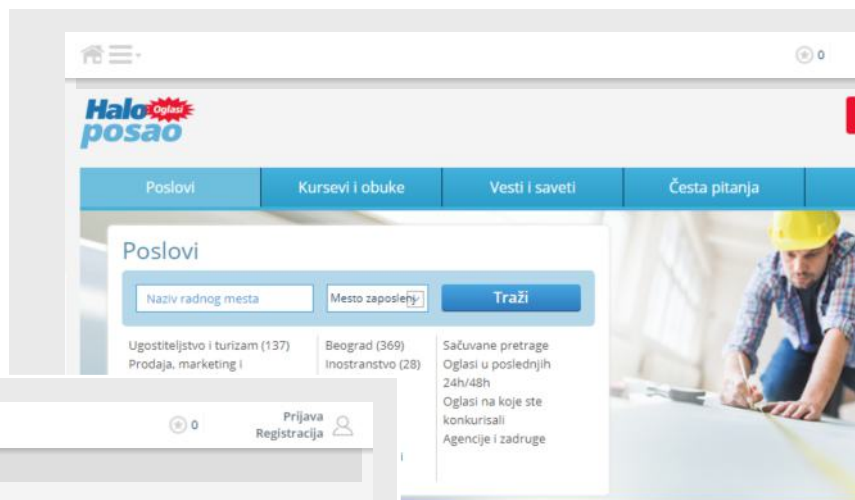 0
Halo Oglasi
posao
Poslovi
Kursevi i obuke
Vesti i saveti
Česta pitanja
Poslovi
Naziv radnog mesta
Mesto zaposlenj
Traži
Ugostiteljstvo i turizam (137)
Prodaja, marketing i
Beograd (369)
Inostranstvo (28)
Sačuvane pretrage
Oglasi u poslednjih
24h/48h
Oglasi na koje ste
konkurisali
Agencije i zadruge
0
Prijava
Registracija